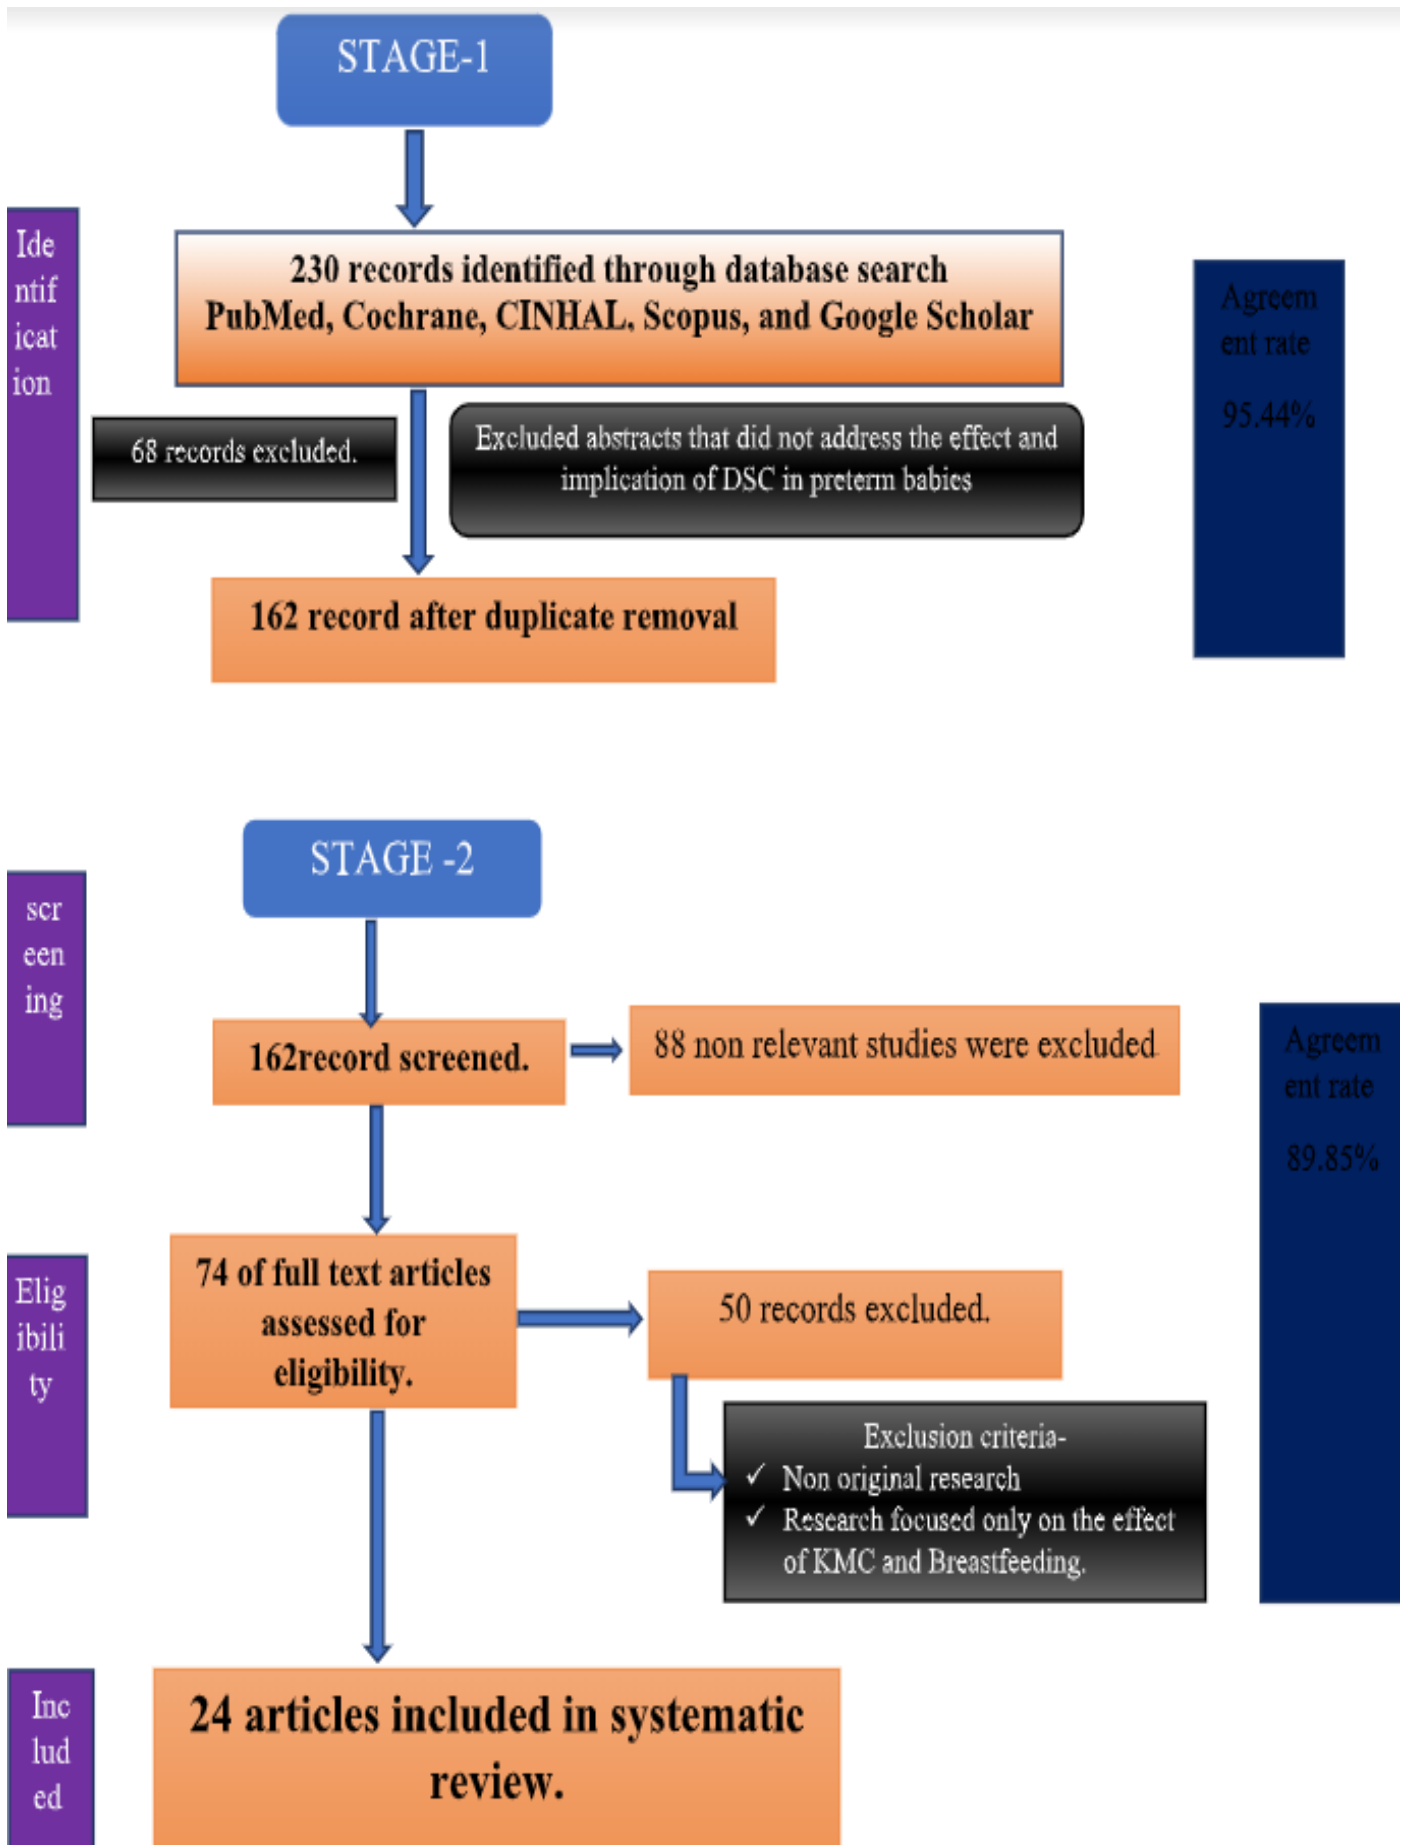 STAGE-1
Ide
ntif
icat
ion
230 records identified through database search
PubMed, Cochrane, CINHAL, Scopus, and Google Scholar
Agreem
ent rate
95.44%
68 records excluded.
Excluded abstracts that did not address the effect and
implication of DSC in preterm babies
162 record after duplicate removal
STAGE -2
scr
een
ing
162record screened.
88 non relevant studies were excluded
Agreem
ent rate
89.85%
Elig
ibili
ty
74 of full text articles
assessed for
eligibility.
50 records excluded.
Exclusion criteria-
✓ Non original research
✓ Research focused only on the effect
of KMC and Breastfeeding.
Inc
lud
ed
24 articles included in systematic
review.